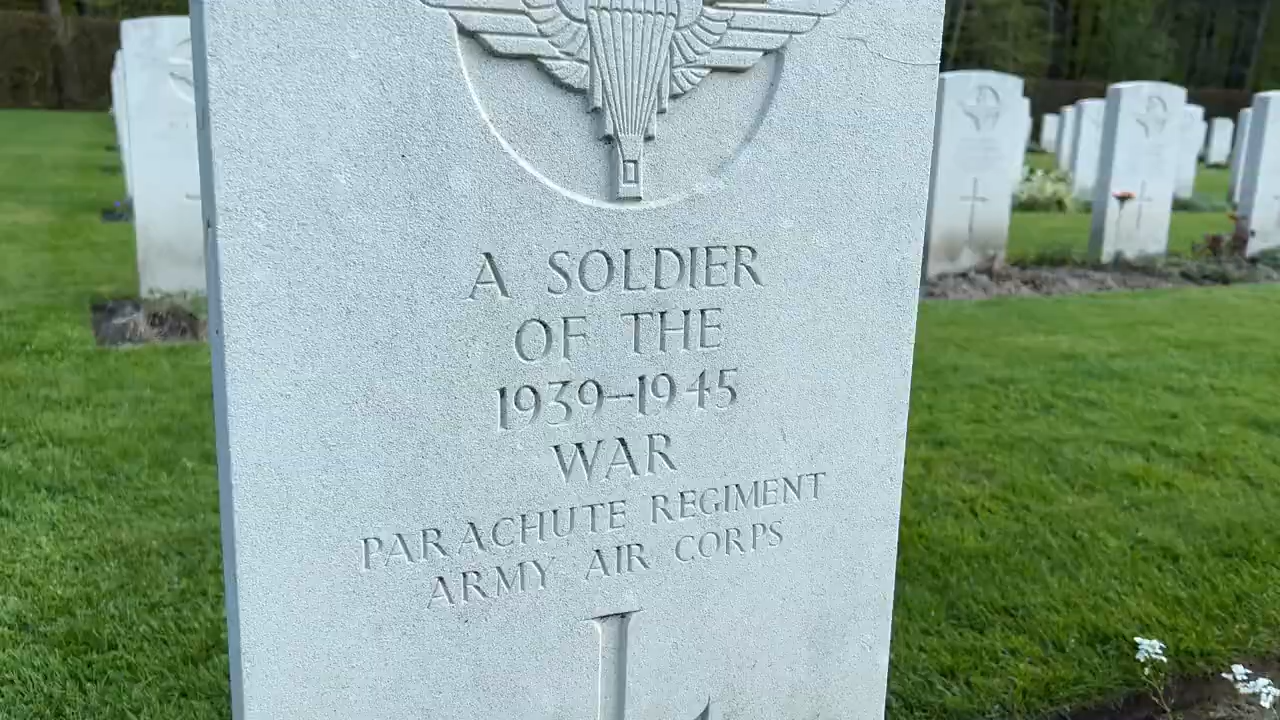 A SOLDIER
OF THE
1939–1945
WAR
PARACHUTE REGIMENT
ARMY AIR CORPS